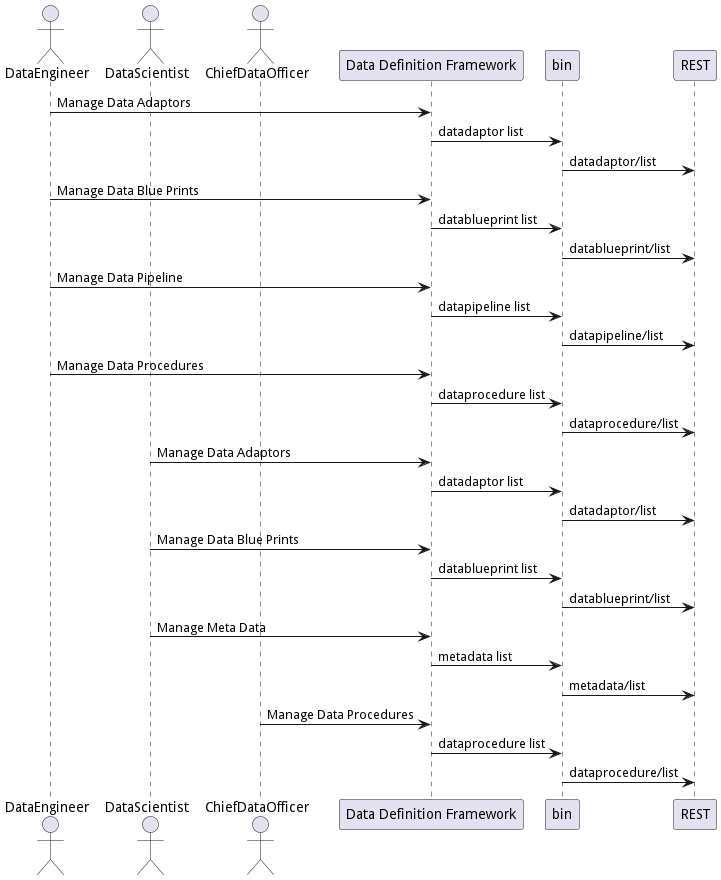 DataEngineer
DataScientist
ChiefDataOfficer
Data Definition Framework
bin
REST
Manage Data Adaptors
datadaptor list
datadaptor/list
Manage Data Blue Prints
datablueprint list
datablueprint/list
Manage Data Pipeline
datapipeline list
datapipeline/list
Manage Data Procedures
dataprocedure list
dataprocedure/list
Manage Data Adaptors
datadaptor list
datadaptor/list
Manage Data Blue Prints
datablueprint list
datablueprint/list
Manage Meta Data
metadata list
metadata/list
Manage Data Procedures
dataprocedure list
dataprocedure/list
DataEngineer
DataScientist
ChiefDataOfficer
Data Definition Framework
bin
REST